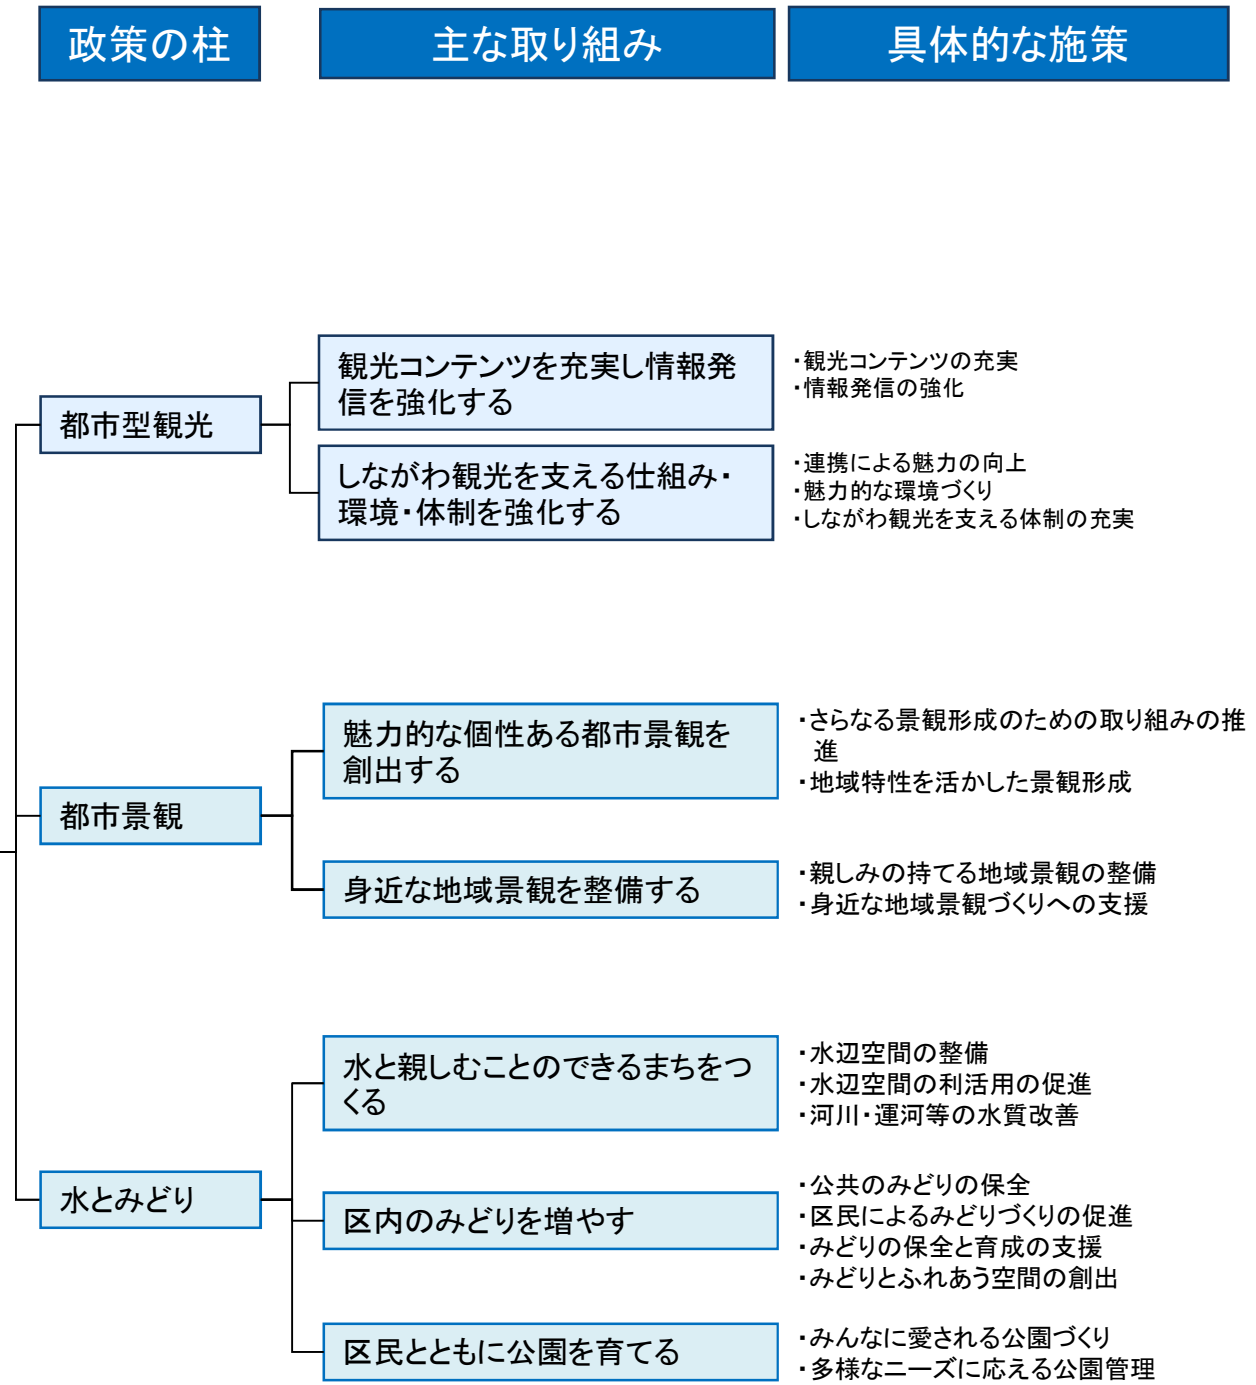 政策の柱
主な取り組み
具体的な施策
都市型観光
観光コンテンツを充実し情報発
信を強化する
・観光コンテンツの充実
・情報発信の強化
しながわ観光を支える仕組み・
環境・体制を強化する
・連携による魅力の向上
・魅力的な環境づくり
・しながわ観光を支える体制の充実
都市景観
魅力的な個性ある都市景観を
創出する
・さらなる景観形成のための取り組みの推
進
・地域特性を活かした景観形成
身近な地域景観を整備する
・親しみの持てる地域景観の整備
・身近な地域景観づくりへの支援
水とみどり
水と親しむことのできるまちをつ
くる
・水辺空間の整備
・水辺空間の利活用の促進
・河川・運河等の水質改善
区内のみどりを増やす
・公共のみどりの保全
・区民によるみどりづくりの促進
・みどりの保全と育成の支援
・みどりとふれあう空間の創出
区民とともに公園を育てる
・みんなに愛される公園づくり
・多様なニーズに応える公園管理